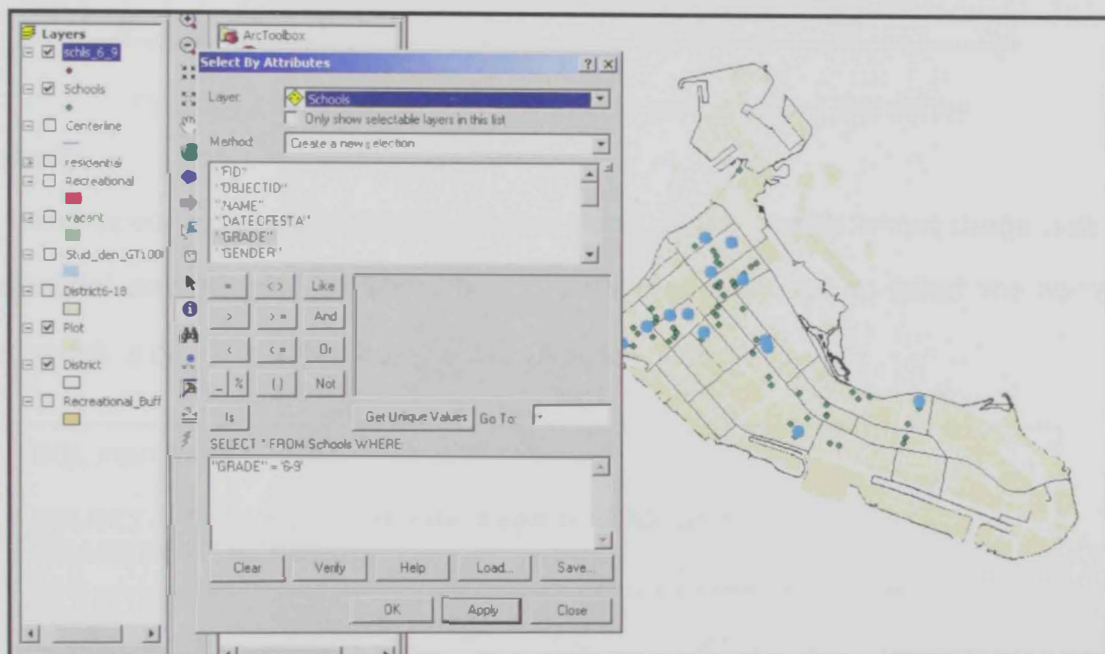 Layers
schls_6_9
Schools
Centerline
residential
Recreational
vacant
Stud_den_GT100
District6-18
Plot
District
Recreational_Buff
ArcToolbox
Select By Attributes
Layer:
Schools
Only show selectable layers in this list
Method:
Create a new selection
"FID"
"OBJECTID"
"NAME"
"DATEOFESTA"
"GRADE"
"GENDER"
= <> Like
> >= And
< <= Or
_ % () Not
Is
Get Unique Values Go To:
SELECT * FROM Schools WHERE:
"GRADE" = '6-9'
Clear Verify Help Load... Save...
OK Apply Close